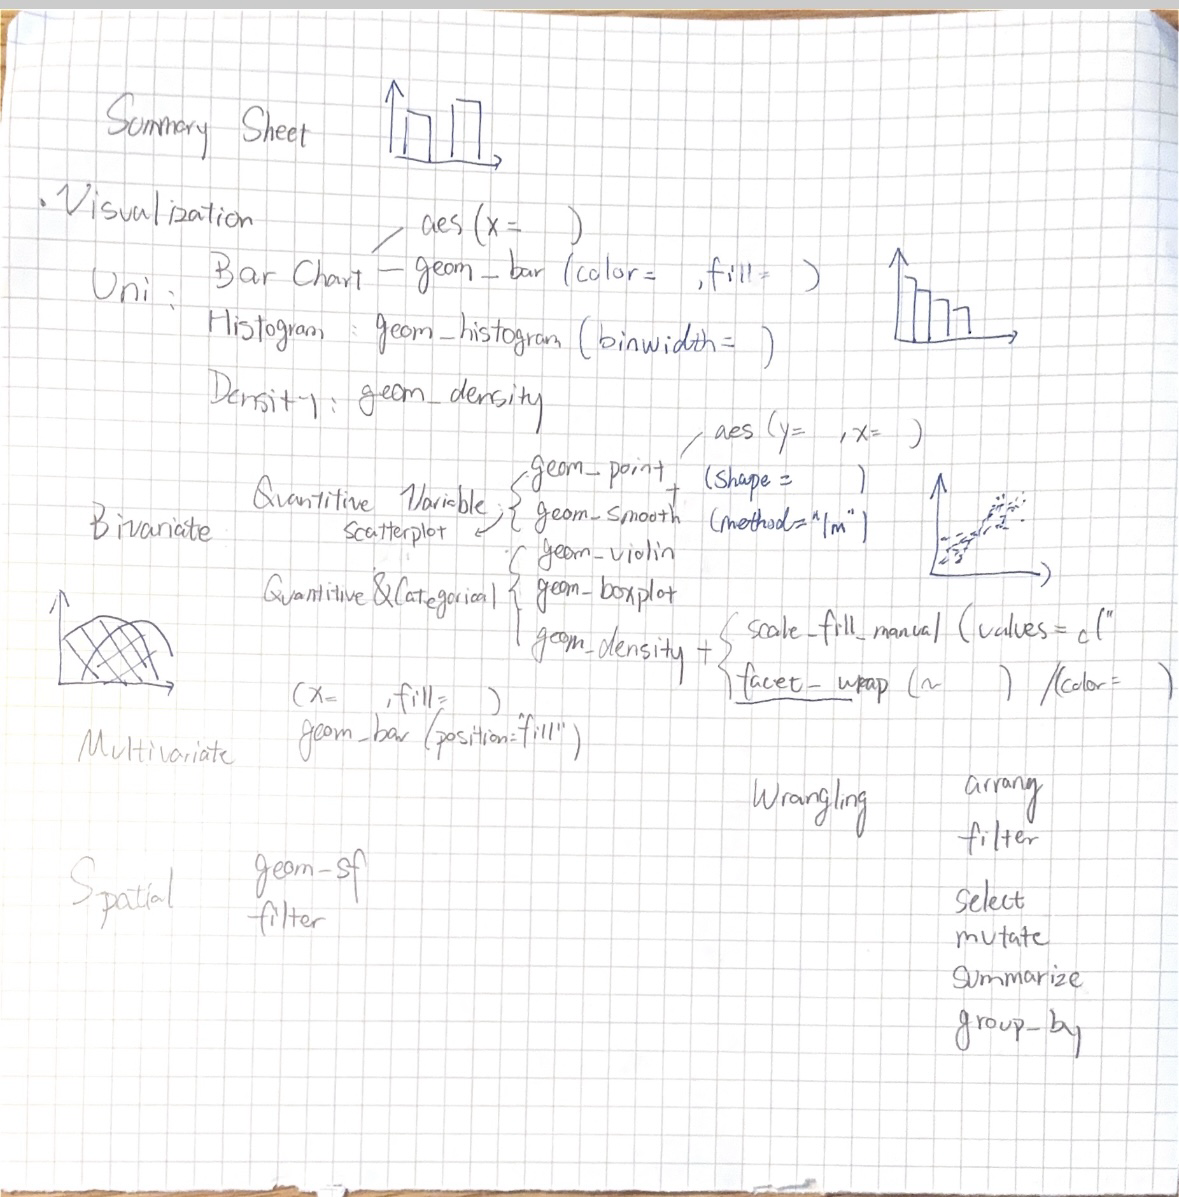 Summary Sheet
. Visualization
aes (x=      )
Uni : Bar Chart – geom_bar (color=    , fill=    )
Histogram : geom_histogram (binwidth=    )
Density : geom_density
aes (y=    , x=    )
geom_point + (shape =      )
Quantitive Variable : geom_smooth (method="lm")
Bivariate scatterplot
geom_violin
Quantitive & Categorical geom_boxplot
geom_density + scale_fill_manual (values = c("
facet_wrap (~      ) /(color=      )
(x=    , fill=    )
geom_bar (position="fill")
Multivariate
Wrangling arrang
filter
Spatial geom_sf
filter
select
mutate
summarize
group_by